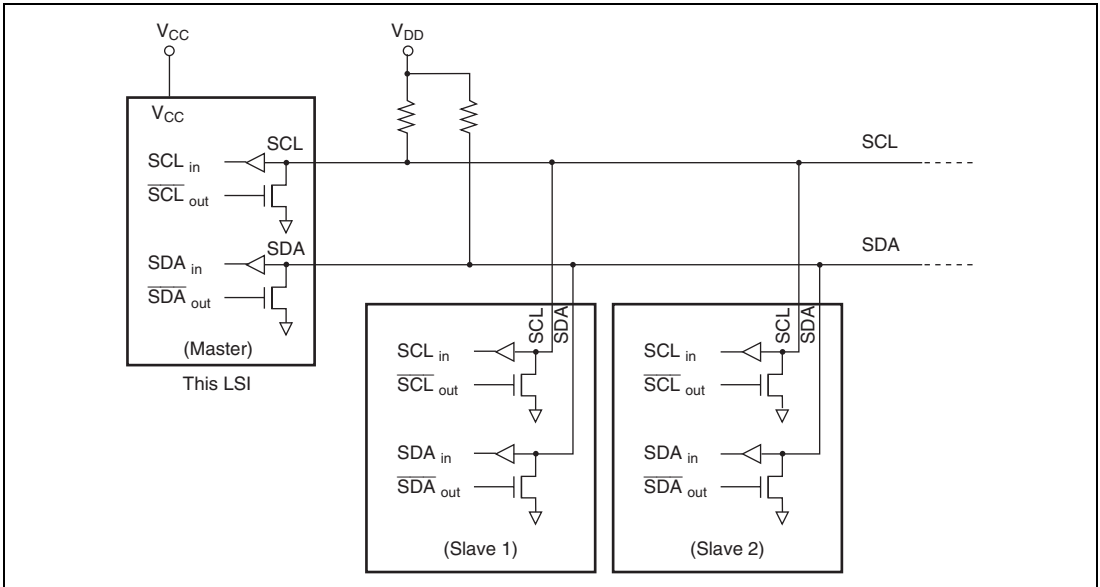 VCC
VDD
VCC
SCL
SCL in
SCL out
SDA
SDA in
SDA out
(Master)
This LSI
SCL
SDA
SCL
SDA
SCL in
SCL out
SDA in
SDA out
(Slave 1)
SCL
SDA
SCL in
SCL out
SDA in
SDA out
(Slave 2)